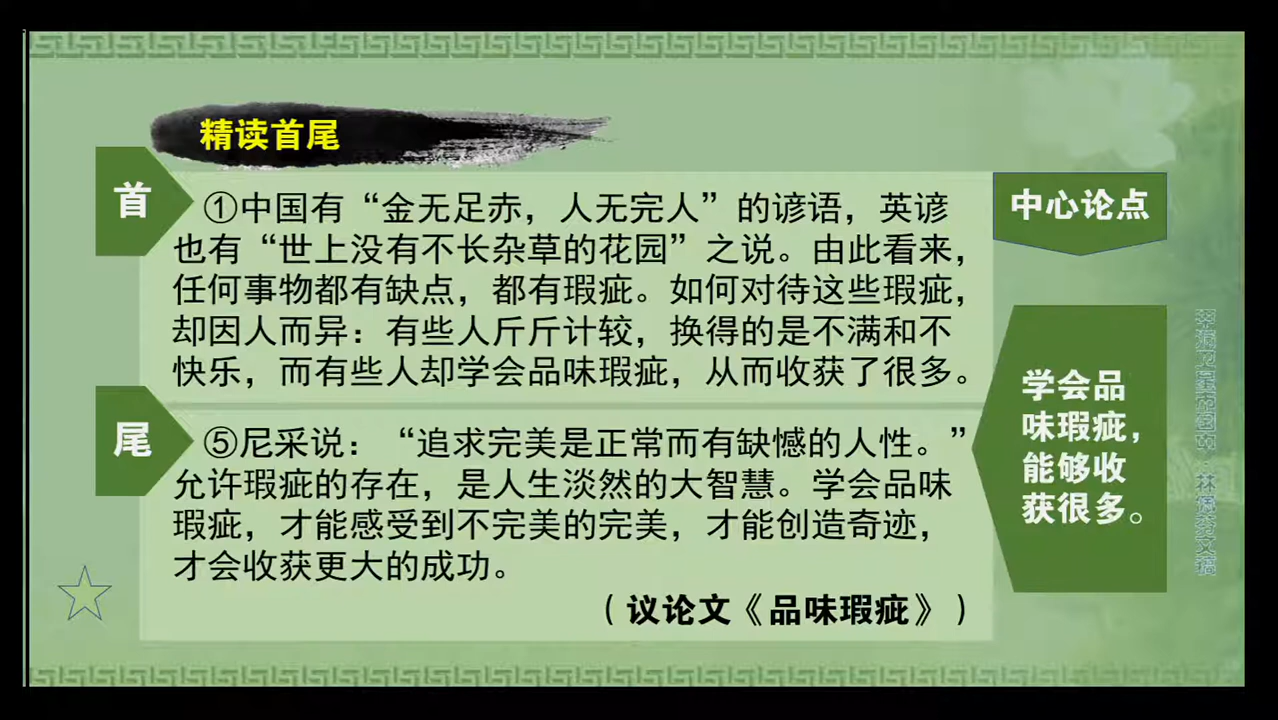 精读首尾
首
①中国有“金无足赤，人无完人”的谚语，英谚
也有“世上没有不长杂草的花园”之说。由此看来，
任何事物都有缺点，都有瑕疵。如何对待这些瑕疵，
却因人而异：有些人斤斤计较，换得的是不满和不
快乐，而有些人却学会品味瑕疵，从而收获了很多。
中心论点
尾
⑤尼采说：“追求完美是正常而有缺憾的人性。”
允许瑕疵的存在，是人生淡然的大智慧。学会品味
瑕疵，才能感受到不完美的完美，才能创造奇迹，
才会收获更大的成功。
（议论文《品味瑕疵》）
学会品
味瑕疵，
能够收
获很多。